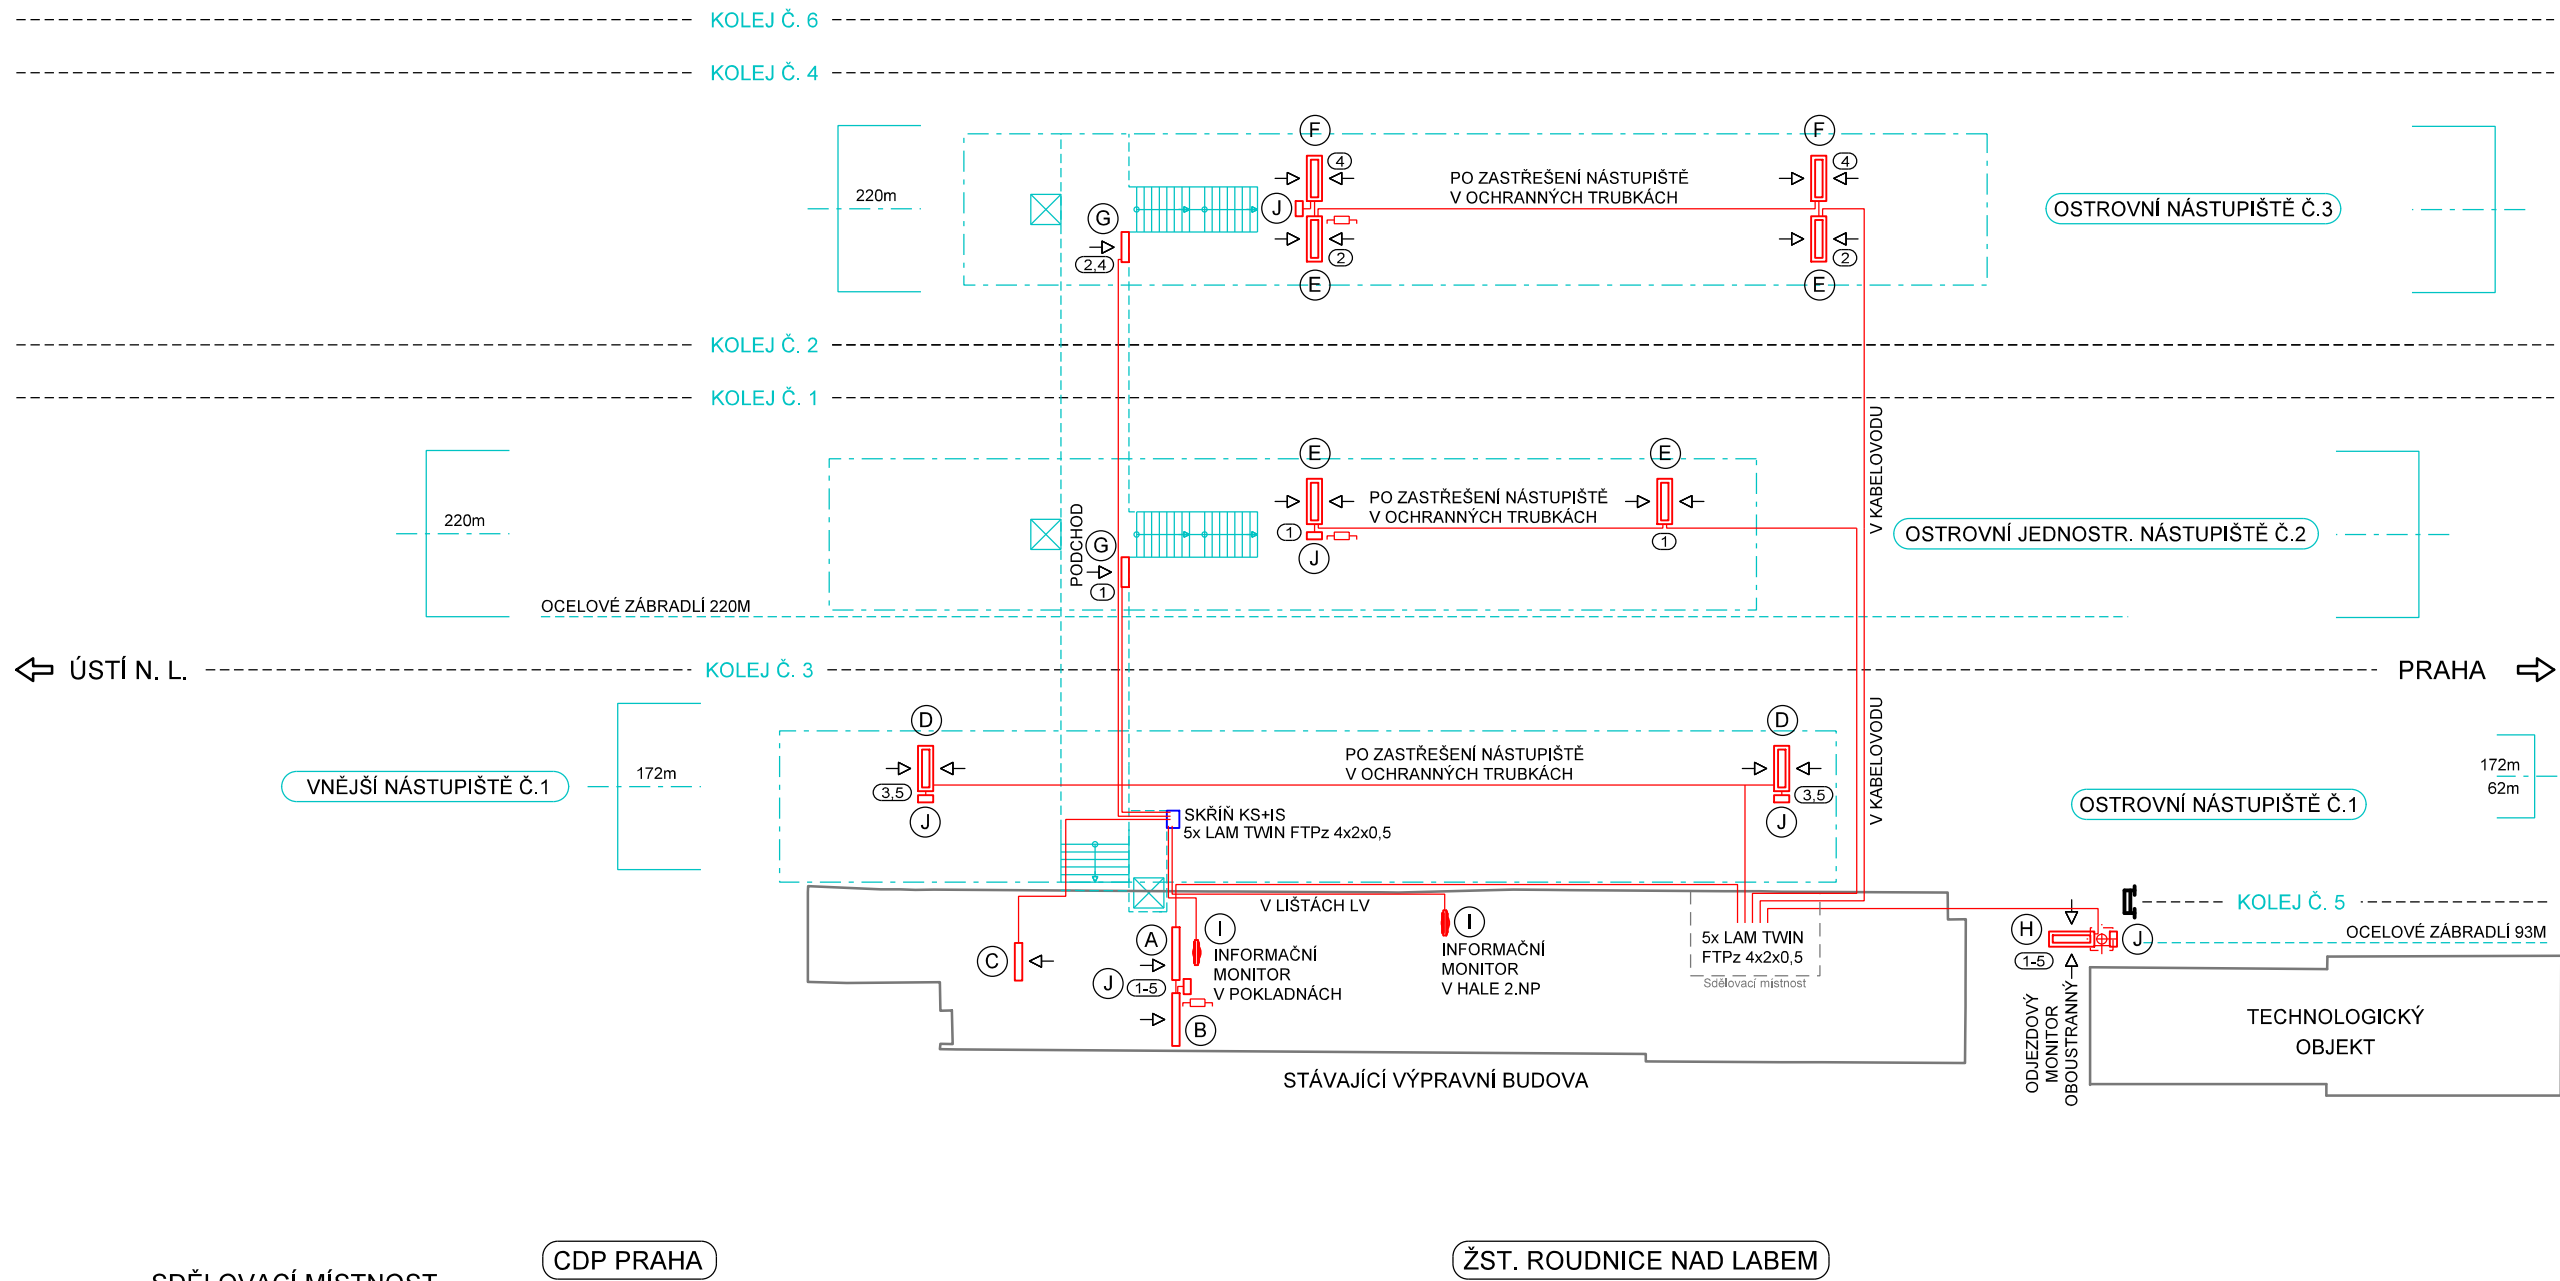 KOLEJ Č. 6
KOLEJ Č. 4
F
F
4
4
220m
PO ZASTŘEŠENÍ NÁSTUPIŠTĚ
V OCHRANNÝCH TRUBKÁCH
J
G
OSTROVNÍ NÁSTUPIŠTĚ Č.3
2,4
2
2
E
E
KOLEJ Č. 2
KOLEJ Č. 1
V KABELOVODU
E
E
220m
PODCHOD
PO ZASTŘEŠENÍ NÁSTUPIŠTĚ
V OCHRANNÝCH TRUBKÁCH
G
1
J
1
OSTROVNÍ JEDNOSTR. NÁSTUPIŠTĚ Č.2
1
OCELOVÉ ZÁBRADLÍ 220M
ÚSTÍ N. L.
KOLEJ Č. 3
PRAHA
V KABELOVODU
D
D
PO ZASTŘEŠENÍ NÁSTUPIŠTĚ
V OCHRANNÝCH TRUBKÁCH
VNĚJŠÍ NÁSTUPIŠTĚ Č.1
172m
3,5
3,5
J
J
172m
62m
OSTROVNÍ NÁSTUPIŠTĚ Č.1
SKŘÍŇ KS+IS
5x LAM TWIN FTPz 4x2x0,5
V LIŠTÁCH LV
KOLEJ Č. 5
OCELOVÉ ZÁBRADLÍ 93M
C
A
I
INFORMAČNÍ
MONITOR
V POKLADNÁCH
J
1-5
B
I
INFORMAČNÍ
MONITOR
V HALE 2.NP
5x LAM TWIN
FTPz 4x2x0,5
Sdělovací místnost
H
1-5
J
ODJEZDOVÝ
MONITOR
OBOUSTRANNÝ
TECHNOLOGICKÝ
OBJEKT
STÁVAJÍCÍ VÝPRAVNÍ BUDOVA
CDP PRAHA
ŽST. ROUDNICE NAD LABEM
SDĚLOVACÍ MÍSTNOST